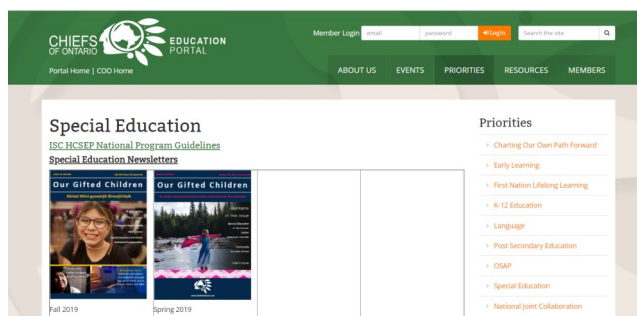 CHIEFS
OF ONTARIO
EDUCATION
PORTAL
Member Login email password Login Search the site
Portal Home | COO Home
ABOUT US EVENTS PRIORITIES RESOURCES MEMBERS
Special Education
ISC HCSEP National Program Guidelines
Special Education Newsletters
Our Gifted Children
Our Gifted Children
Highlights
Fall 2019
Spring 2019
Priorities
Charting Our Own Path Forward
Early Learning
First Nation Lifelong Learning
K-12 Education
Language
Post Secondary Education
OSAP
Special Education
National Joint Collaboration